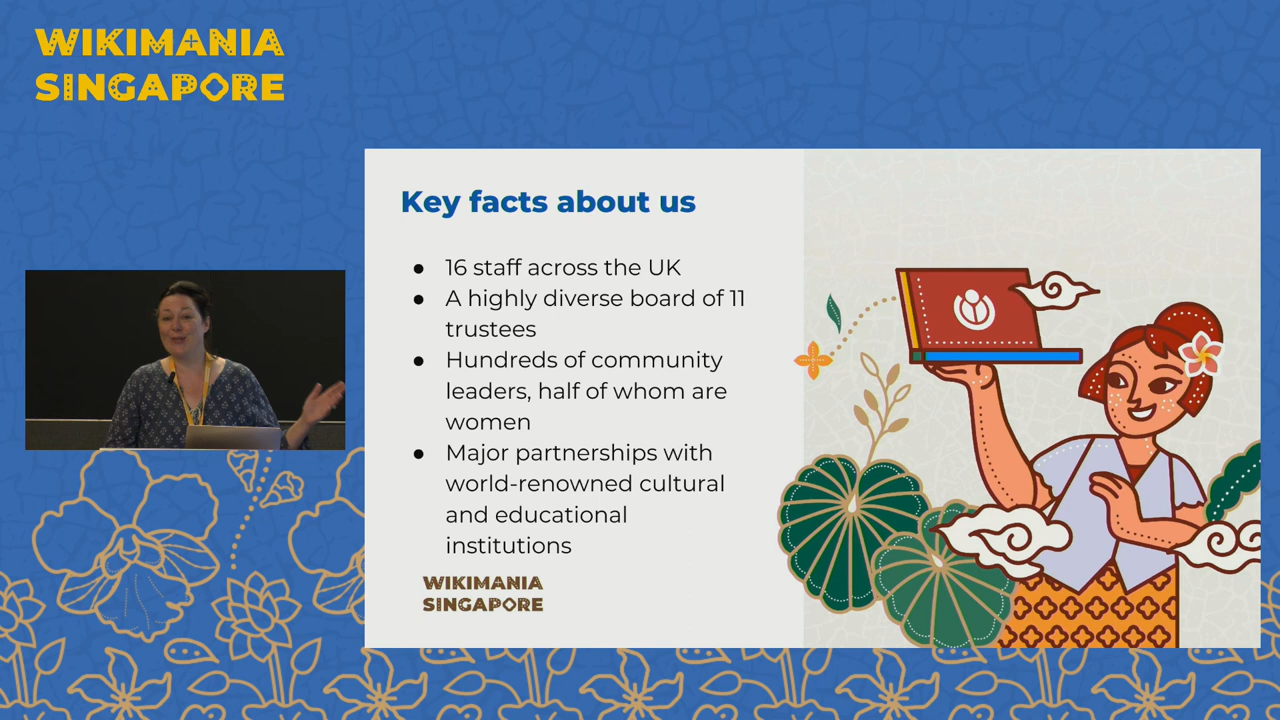 WIKIMANIA
SINGAPORE
Key facts about us
● 16 staff across the UK
● A highly diverse board of 11
trustees
● Hundreds of community
leaders, half of whom are
women
● Major partnerships with
world-renowned cultural
and educational
institutions
WIKIMANIA
SINGAPORE